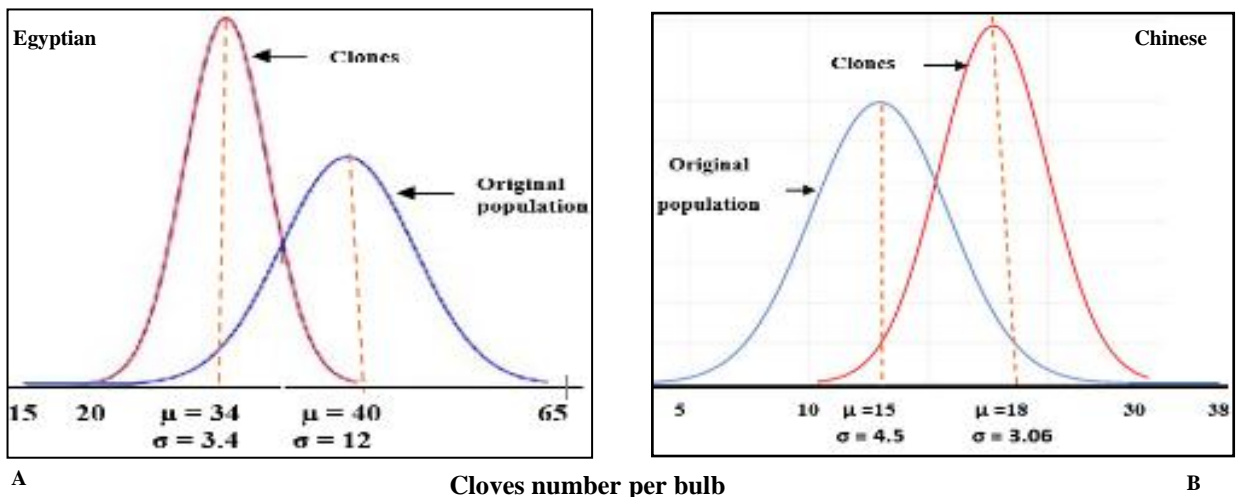 Egyptian
Clones
Original
population
15 20 μ = 34 μ = 40 65
σ = 3.4 σ = 12
A
Chinese
Clones
Original
population
5 10 μ =15 μ =18 30 38
σ = 4.5 σ = 3.06
B
Cloves number per bulb